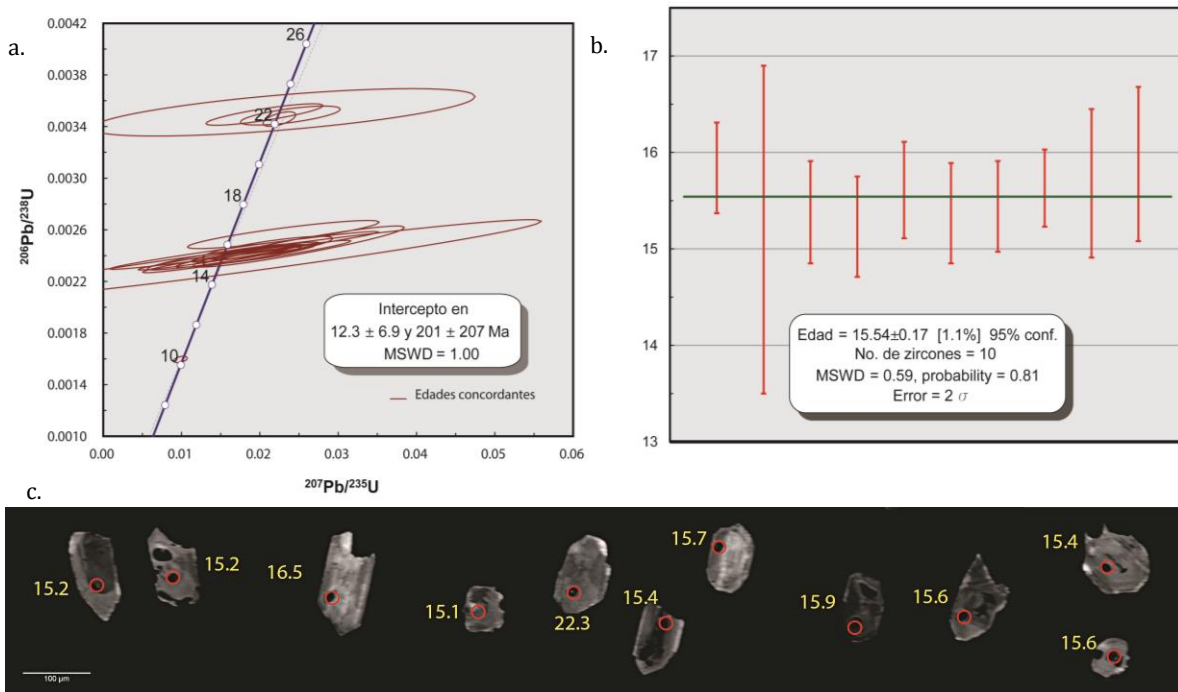 a.
0.0042
0.0038
0.0034
0.0030
0.0026
0.0022
0.0018
0.0014
0.0010
206Pb/238U
26
22
18
14
10
Intercepto en
12.3 ± 6.9 y 201 ± 207 Ma
MSWD = 1.00
Edades concordantes
0.00
0.01
0.02
0.03
0.04
0.05
0.06
207Pb/235U
b.
17
16
15
14
13
Edad = 15.54±0.17 [1.1%] 95% conf.
No. de zircones = 10
MSWD = 0.59, probability = 0.81
Error = 2 σ
c.
15.2
15.2
16.5
15.1
22.3
15.4
15.7
15.9
15.6
15.4
15.6
100 µm